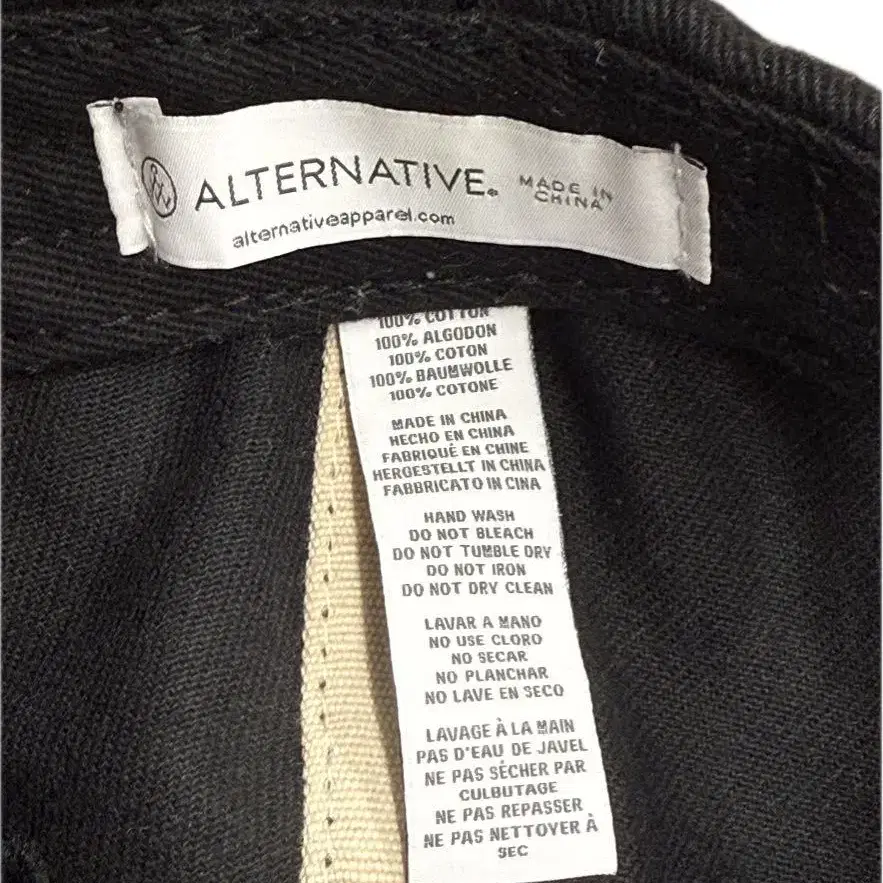 ALTERNATIVE®
MADE IN
CHINA
alternativeapparel.com
100% COTTON
100% ALGODON
100% COTON
100% BAUMWOLLE
100% COTONE
MADE IN CHINA
HECHO EN CHINA
FABRIQUÉ EN CHINE
HERGESTELLT IN CHINA
FABBRICATO IN CINA
HAND WASH
DO NOT BLEACH
DO NOT TUMBLE DRY
DO NOT IRON
DO NOT DRY CLEAN
LAVAR A MANO
NO USE CLORO
NO SECAR
NO PLANCHAR
NO LAVE EN SECO
LAVAGE À LA MAIN
PAS D'EAU DE JAVEL
NE PAS SÉCHER PAR
CULBUTAGE
NE PAS REPASSER
NE PAS NETTOYER À
SEC